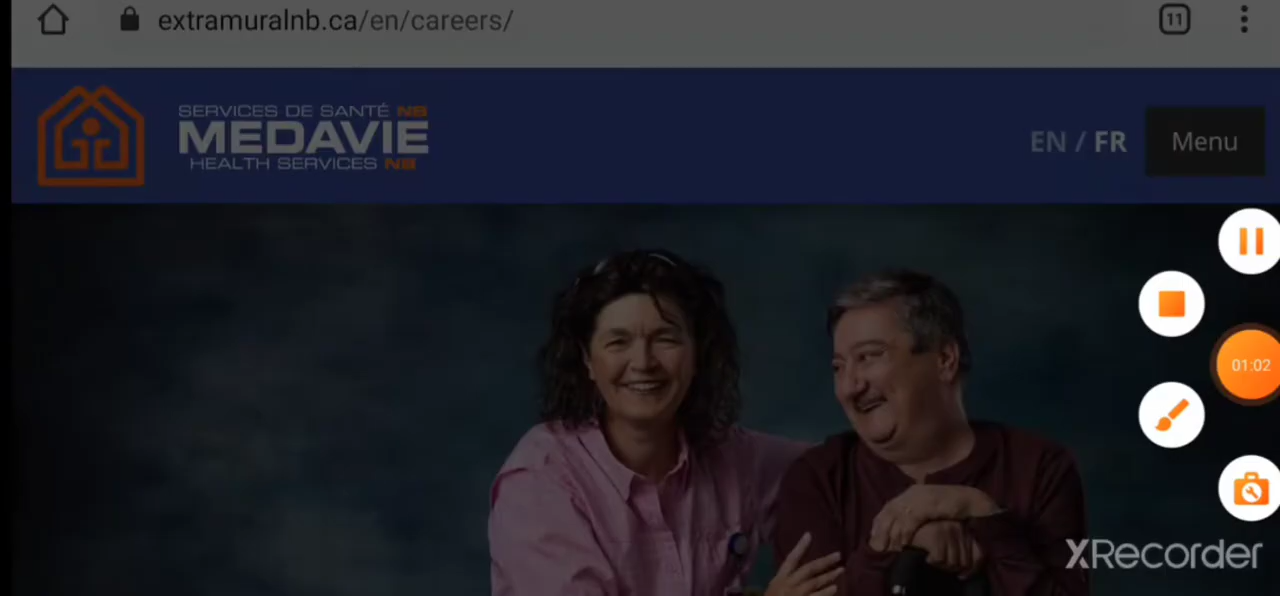 extramuralnb.ca/en/careers/
11
SERVICES DE SANTÉ NB
MEDAVIE
HEALTH SERVICES NB
EN / FR
Menu
01:02
XRecorder